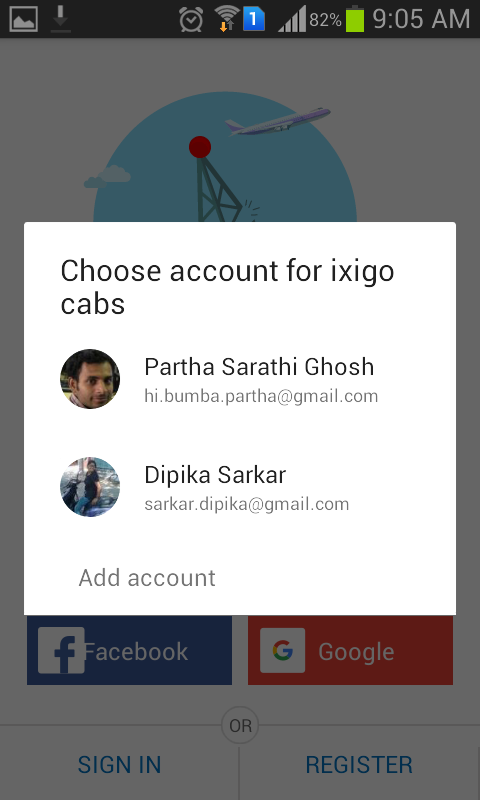 1 82% 9:05 AM
Choose account for ixigo
cabs
Partha Sarathi Ghosh
hi.bumba.partha@gmail.com
Dipika Sarkar
sarkar.dipika@gmail.com
Add account
Facebook Google
OR
SIGN IN REGISTER